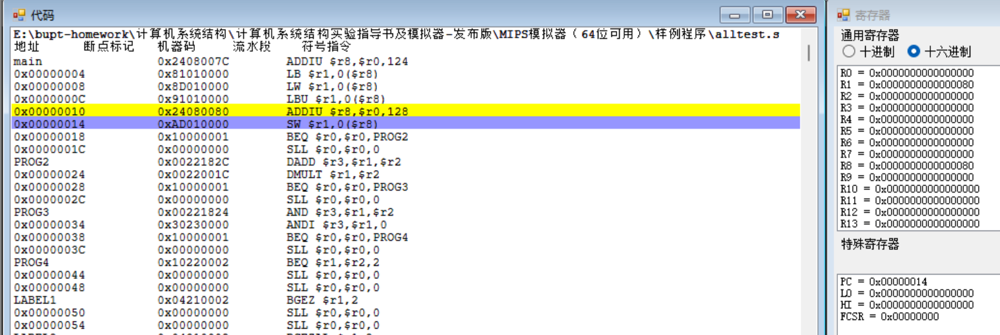 代码
E:\bupt-homework\计算机系统结构\计算机系统结构实验指导书及模拟器-发布版\MIPS模拟器（64位可用）\样例程序\alltest.s
地址 断点标记 机器码 流水段 符号指令
main 0x2408007C ADDIU $r8,$r0,124
0x00000004 0x81010000 LB $r1,0($r8)
0x00000008 0x8D010000 LW $r1,0($r8)
0x0000000C 0x91010000 LBU $r1,0($r8)
0x00000010 0x24080080 ADDIU $r8,$r0,128
0x00000014 0xAD010000 SW $r1,0($r8)
0x00000018 0x10000001 BEQ $r0,$r0,PROG2
0x0000001C 0x00000000 SLL $r0,$r0,0
PROG2 0x0022182C DADD $r3,$r1,$r2
0x00000024 0x0022001C DMULT $r1,$r2
0x00000028 0x10000001 BEQ $r0,$r0,PROG3
0x0000002C 0x00000000 SLL $r0,$r0,0
PROG3 0x00221824 AND $r3,$r1,$r2
0x00000034 0x30230000 ANDI $r3,$r1,0
0x00000038 0x10000001 BEQ $r0,$r0,PROG4
0x0000003C 0x00000000 SLL $r0,$r0,0
PROG4 0x10220002 BEQ $r1,$r2,2
0x00000044 0x00000000 SLL $r0,$r0,0
0x00000048 0x00000000 SLL $r0,$r0,0
LABEL1 0x04210002 BGEZ $r1,2
0x00000050 0x00000000 SLL $r0,$r0,0
0x00000054 0x00000000 SLL $r0,$r0,0
寄存器
通用寄存器
十进制 十六进制
R0 = 0x0000000000000000
R1 = 0x0000000000000080
R2 = 0x0000000000000000
R3 = 0x0000000000000000
R4 = 0x0000000000000000
R5 = 0x0000000000000000
R6 = 0x0000000000000000
R7 = 0x0000000000000000
R8 = 0x0000000000000080
R9 = 0x0000000000000000
R10 = 0x0000000000000000
R11 = 0x0000000000000000
R12 = 0x0000000000000000
R13 = 0x0000000000000000
特殊寄存器
PC = 0x00000014
LO = 0x0000000000000000
HI = 0x0000000000000000
FCSR = 0x00000000